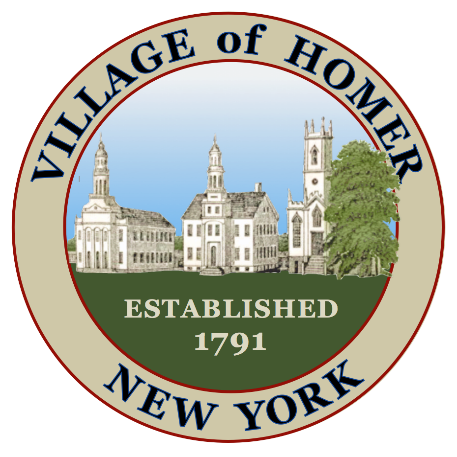 VILLAGE of HOMER
ESTABLISHED
1791
NEW YORK